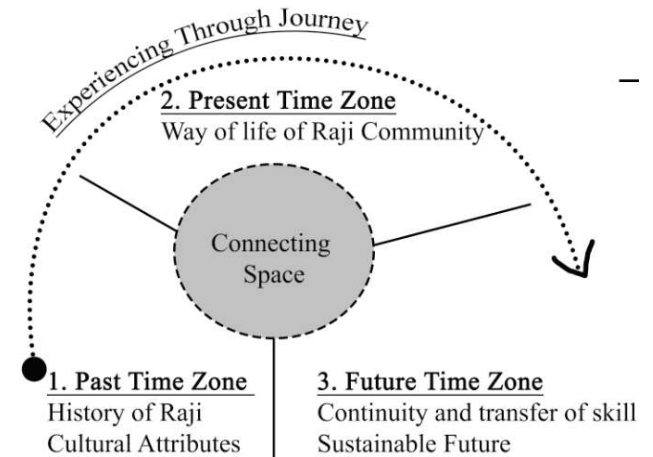 Experiencing Through Journey
2. Present Time Zone
Way of life of Raji Community
Connecting
Space
1. Past Time Zone
History of Raji
Cultural Attributes
3. Future Time Zone
Continuity and transfer of skill
Sustainable Future